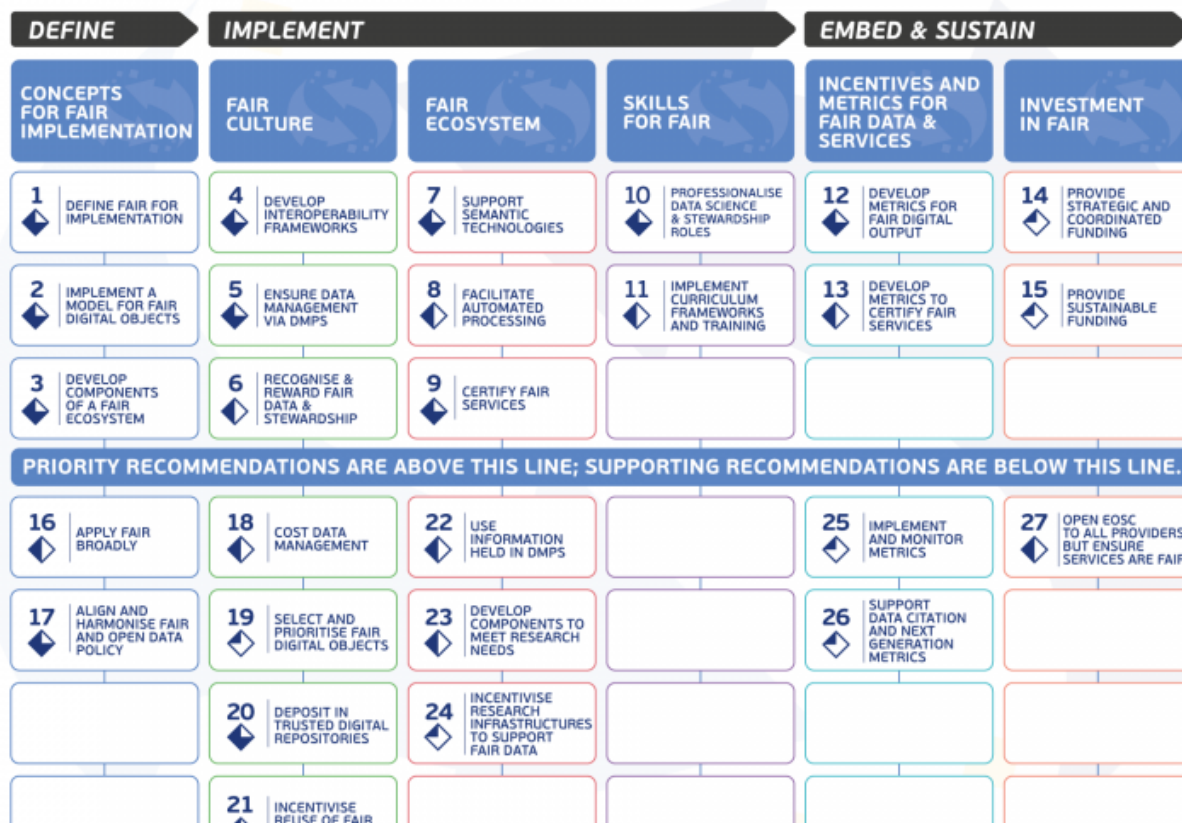 DEFINE
IMPLEMENT
EMBED & SUSTAIN
CONCEPTS
FOR FAIR
IMPLEMENTATION
FAIR
CULTURE
FAIR
ECOSYSTEM
SKILLS
FOR FAIR
INCENTIVES AND
METRICS FOR
FAIR DATA &
SERVICES
INVESTMENT
IN FAIR
1
DEFINE FAIR FOR
IMPLEMENTATION
4
DEVELOP
INTEROPERABILITY
FRAMEWORKS
7
SUPPORT
SEMANTIC
TECHNOLOGIES
10
PROFESSIONALISE
DATA SCIENCE
& STEWARDSHIP
ROLES
12
DEVELOP
METRICS FOR
FAIR DIGITAL
OUTPUT
14
PROVIDE
STRATEGIC AND
COORDINATED
FUNDING
2
IMPLEMENT A
MODEL FOR FAIR
DIGITAL OBJECTS
5
ENSURE DATA
MANAGEMENT
VIA DMPS
8
FACILITATE
AUTOMATED
PROCESSING
11
IMPLEMENT
CURRICULUM
FRAMEWORKS
AND TRAINING
13
DEVELOP
METRICS TO
CERTIFY FAIR
SERVICES
15
PROVIDE
SUSTAINABLE
FUNDING
3
DEVELOP
COMPONENTS
OF A FAIR
ECOSYSTEM
6
RECOGNISE &
REWARD FAIR
DATA &
STEWARDSHIP
9
CERTIFY FAIR
SERVICES
PRIORITY RECOMMENDATIONS ARE ABOVE THIS LINE; SUPPORTING RECOMMENDATIONS ARE BELOW THIS LINE.
16
APPLY FAIR
BROADLY
18
COST DATA
MANAGEMENT
22
USE
INFORMATION
HELD IN DMPS
25
IMPLEMENT
AND MONITOR
METRICS
27
OPEN EOSC
TO ALL PROVIDERS
BUT ENSURE
SERVICES ARE FAIR
17
ALIGN AND
HARMONISE FAIR
AND OPEN DATA
POLICY
19
SELECT AND
PRIORITISE FAIR
DIGITAL OBJECTS
23
DEVELOP
COMPONENTS TO
MEET RESEARCH
NEEDS
26
SUPPORT
DATA CITATION
AND NEXT
GENERATION
METRICS
20
DEPOSIT IN
TRUSTED DIGITAL
REPOSITORIES
24
INCENTIVISE
RESEARCH
INFRASTRUCTURES
TO SUPPORT
FAIR DATA
21
INCENTIVISE
REUSE OF FAIR